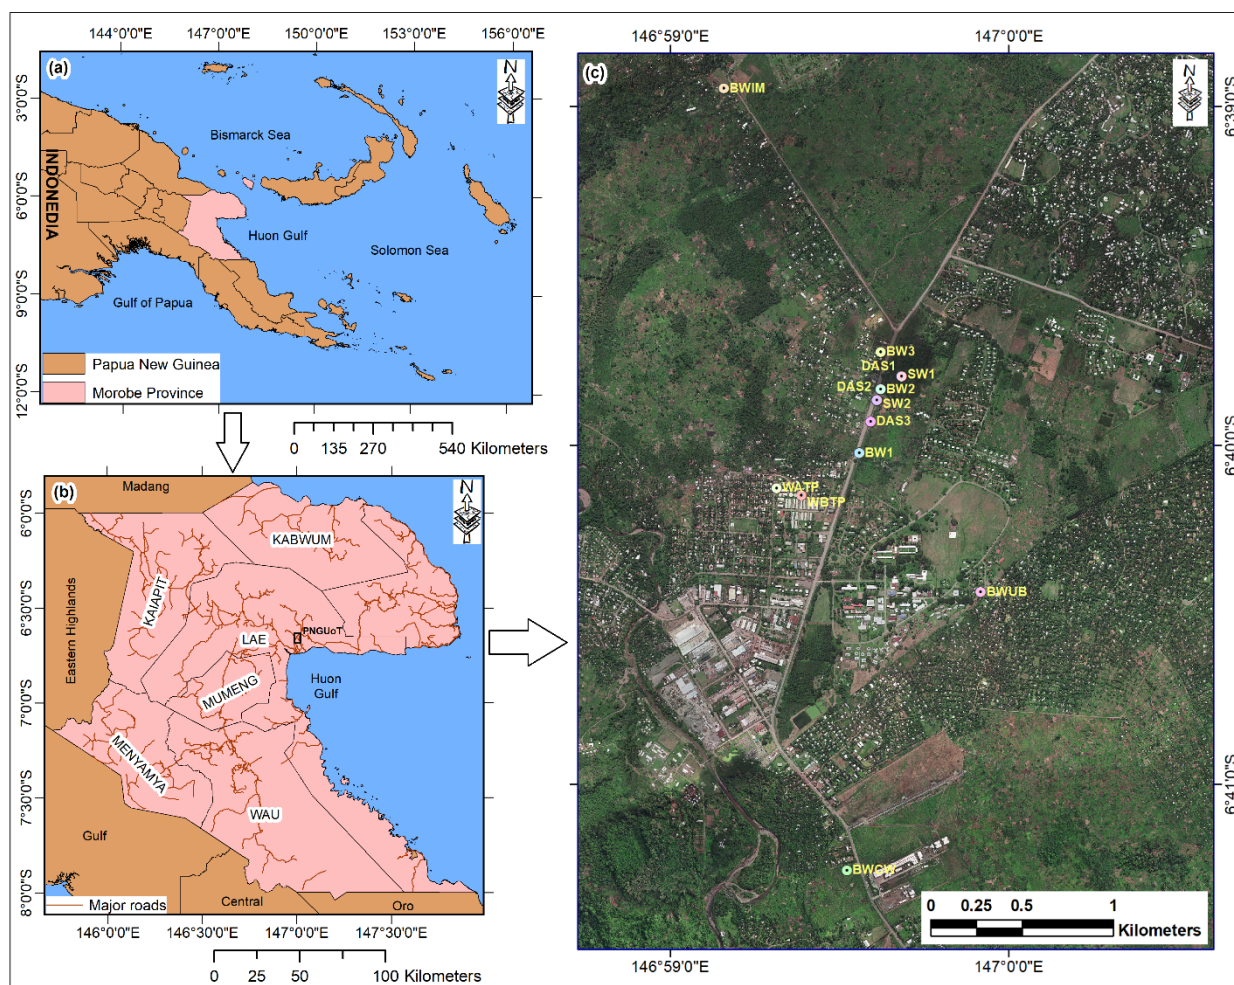 144°0'0"E 147°0'0"E 150°0'0"E 153°0'0"E 156°0'0"E
(a)
N
3°0'0"S
6°0'0"S
9°0'0"S
12°0'0"S
Bismarck Sea
INDONEDIA
Huon Gulf
Solomon Sea
Gulf of Papua
Papua New Guinea
Morobe Province
0 135 270 540 Kilometers
(b)
N
Madang
6°0'0"S
6°30'0"S
7°0'0"S
7°30'0"S
8°0'0"S
KABWUM
KAIAPIT
Eastern Highlands
PNGUoT
LAE
Huon
Gulf
MUMENG
MENYAMYA
WAU
Gulf
Major roads
Central
Oro
146°0'0"E 146°30'0"E 147°0'0"E 147°30'0"E
0 25 50 100 Kilometers
146°59'0"E 147°0'0"E
(c)
N
BWIM
6°39'0"S
BW3
DAS1
SW1
DAS2
BW2
SW2
DAS3
6°40'0"S
BW1
WATP
WBTP
BWUB
6°41'0"S
BWCW
0 0.25 0.5 1
Kilometers
146°59'0"E 147°0'0"E